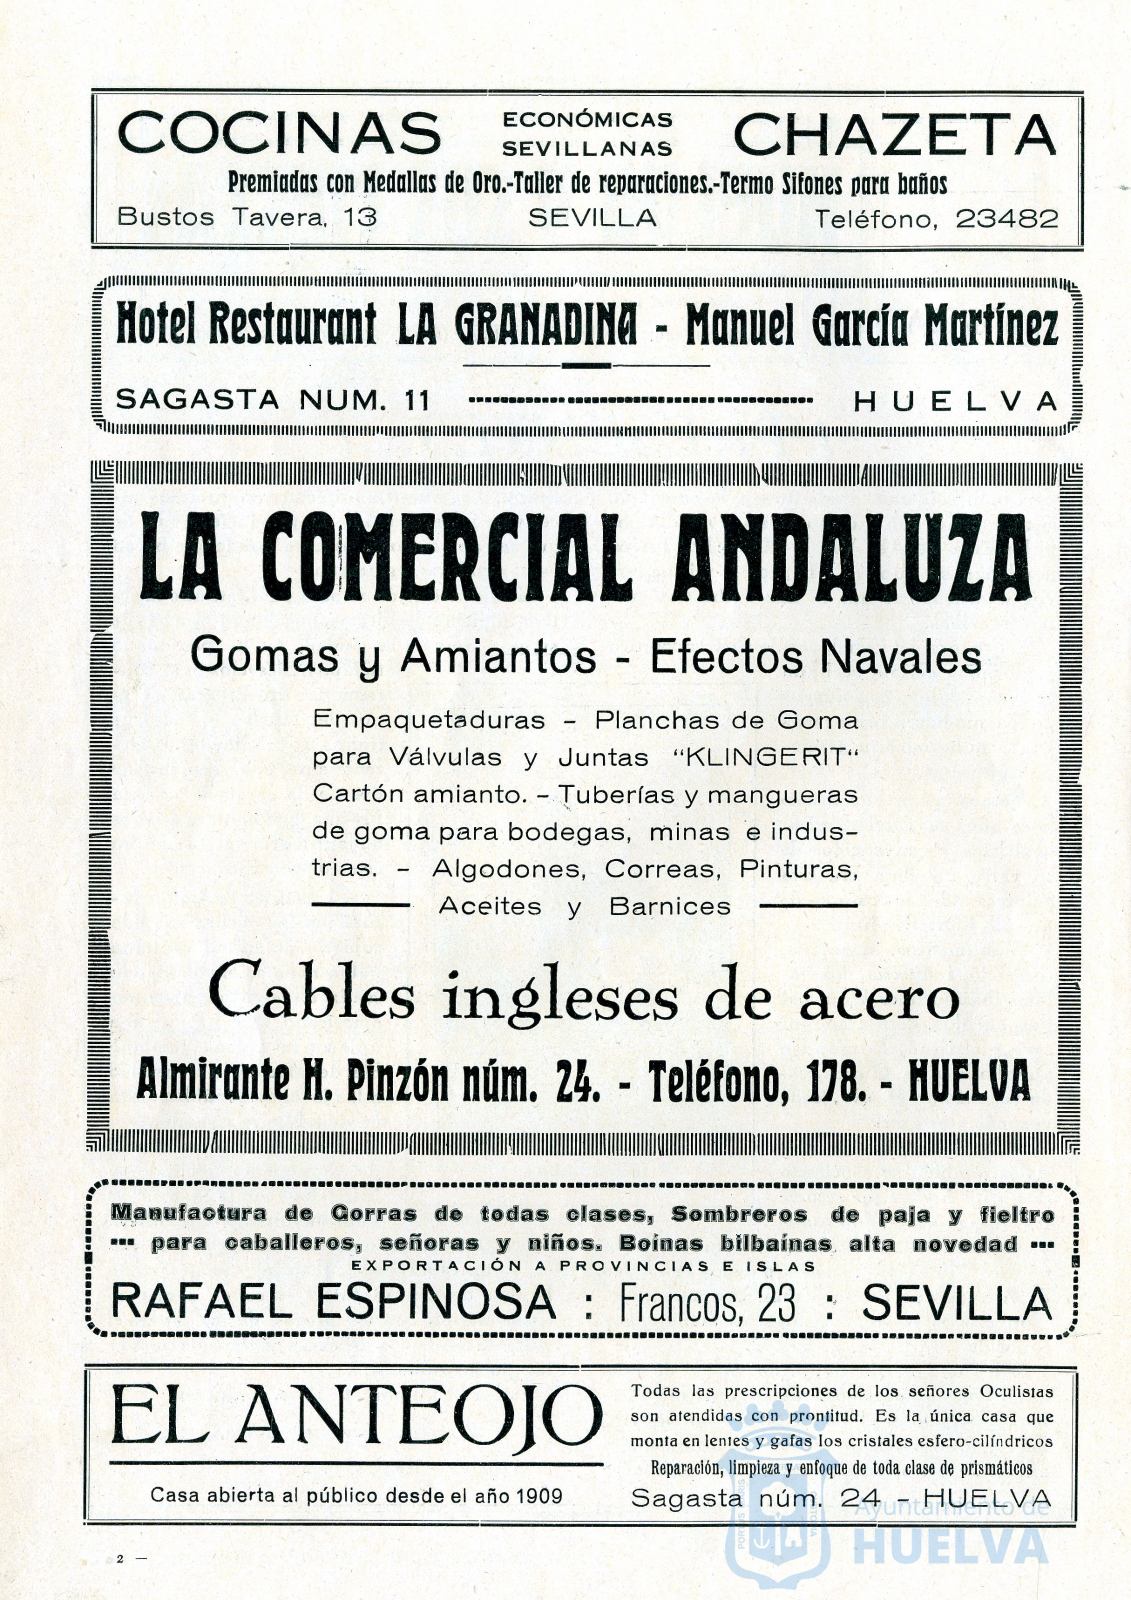 COCINAS ECONÓMICAS SEVILLANAS CHAZETA
Premiadas con Medallas de Oro.-Taller de reparaciones.-Termo Sifones para baños
Bustos Tavera, 13 SEVILLA Teléfono, 23482
Hotel Restaurant LA GRANADINA - Manuel García Martínez
SAGASTA NUM. 11 HUELVA
LA COMERCIAL ANDALUZA
Gomas y Amiantos - Efectos Navales
Empaquetaduras - Planchas de Goma
para Válvulas y Juntas “KLINGERIT“
Cartón amianto. - Tuberías y mangueras
de goma para bodegas, minas e indus-
trias. - Algodones, Correas, Pinturas,
Aceites y Barnices
Cables ingleses de acero
Almirante H. Pinzón núm. 24. - Teléfono, 178. - HUELVA
Manufactura de Gorras de todas clases, Sombreros de paja y fieltro
para caballeros, señoras y niños. Boinas bilbaínas alta novedad
EXPORTACIÓN A PROVINCIAS E ISLAS
RAFAEL ESPINOSA : Francos, 23 : SEVILLA
EL ANTEOJO
Casa abierta al público desde el año 1909
Todas las prescripciones de los señores Oculistas
son atendidas con prontitud. Es la única casa que
monta en lentes y gafas los cristales esfero-cilíndricos
Reparación, limpieza y enfoque de toda clase de prismáticos
Sagasta núm. 24 - HUELVA
Ayuntamiento de
HUELVA
2 —